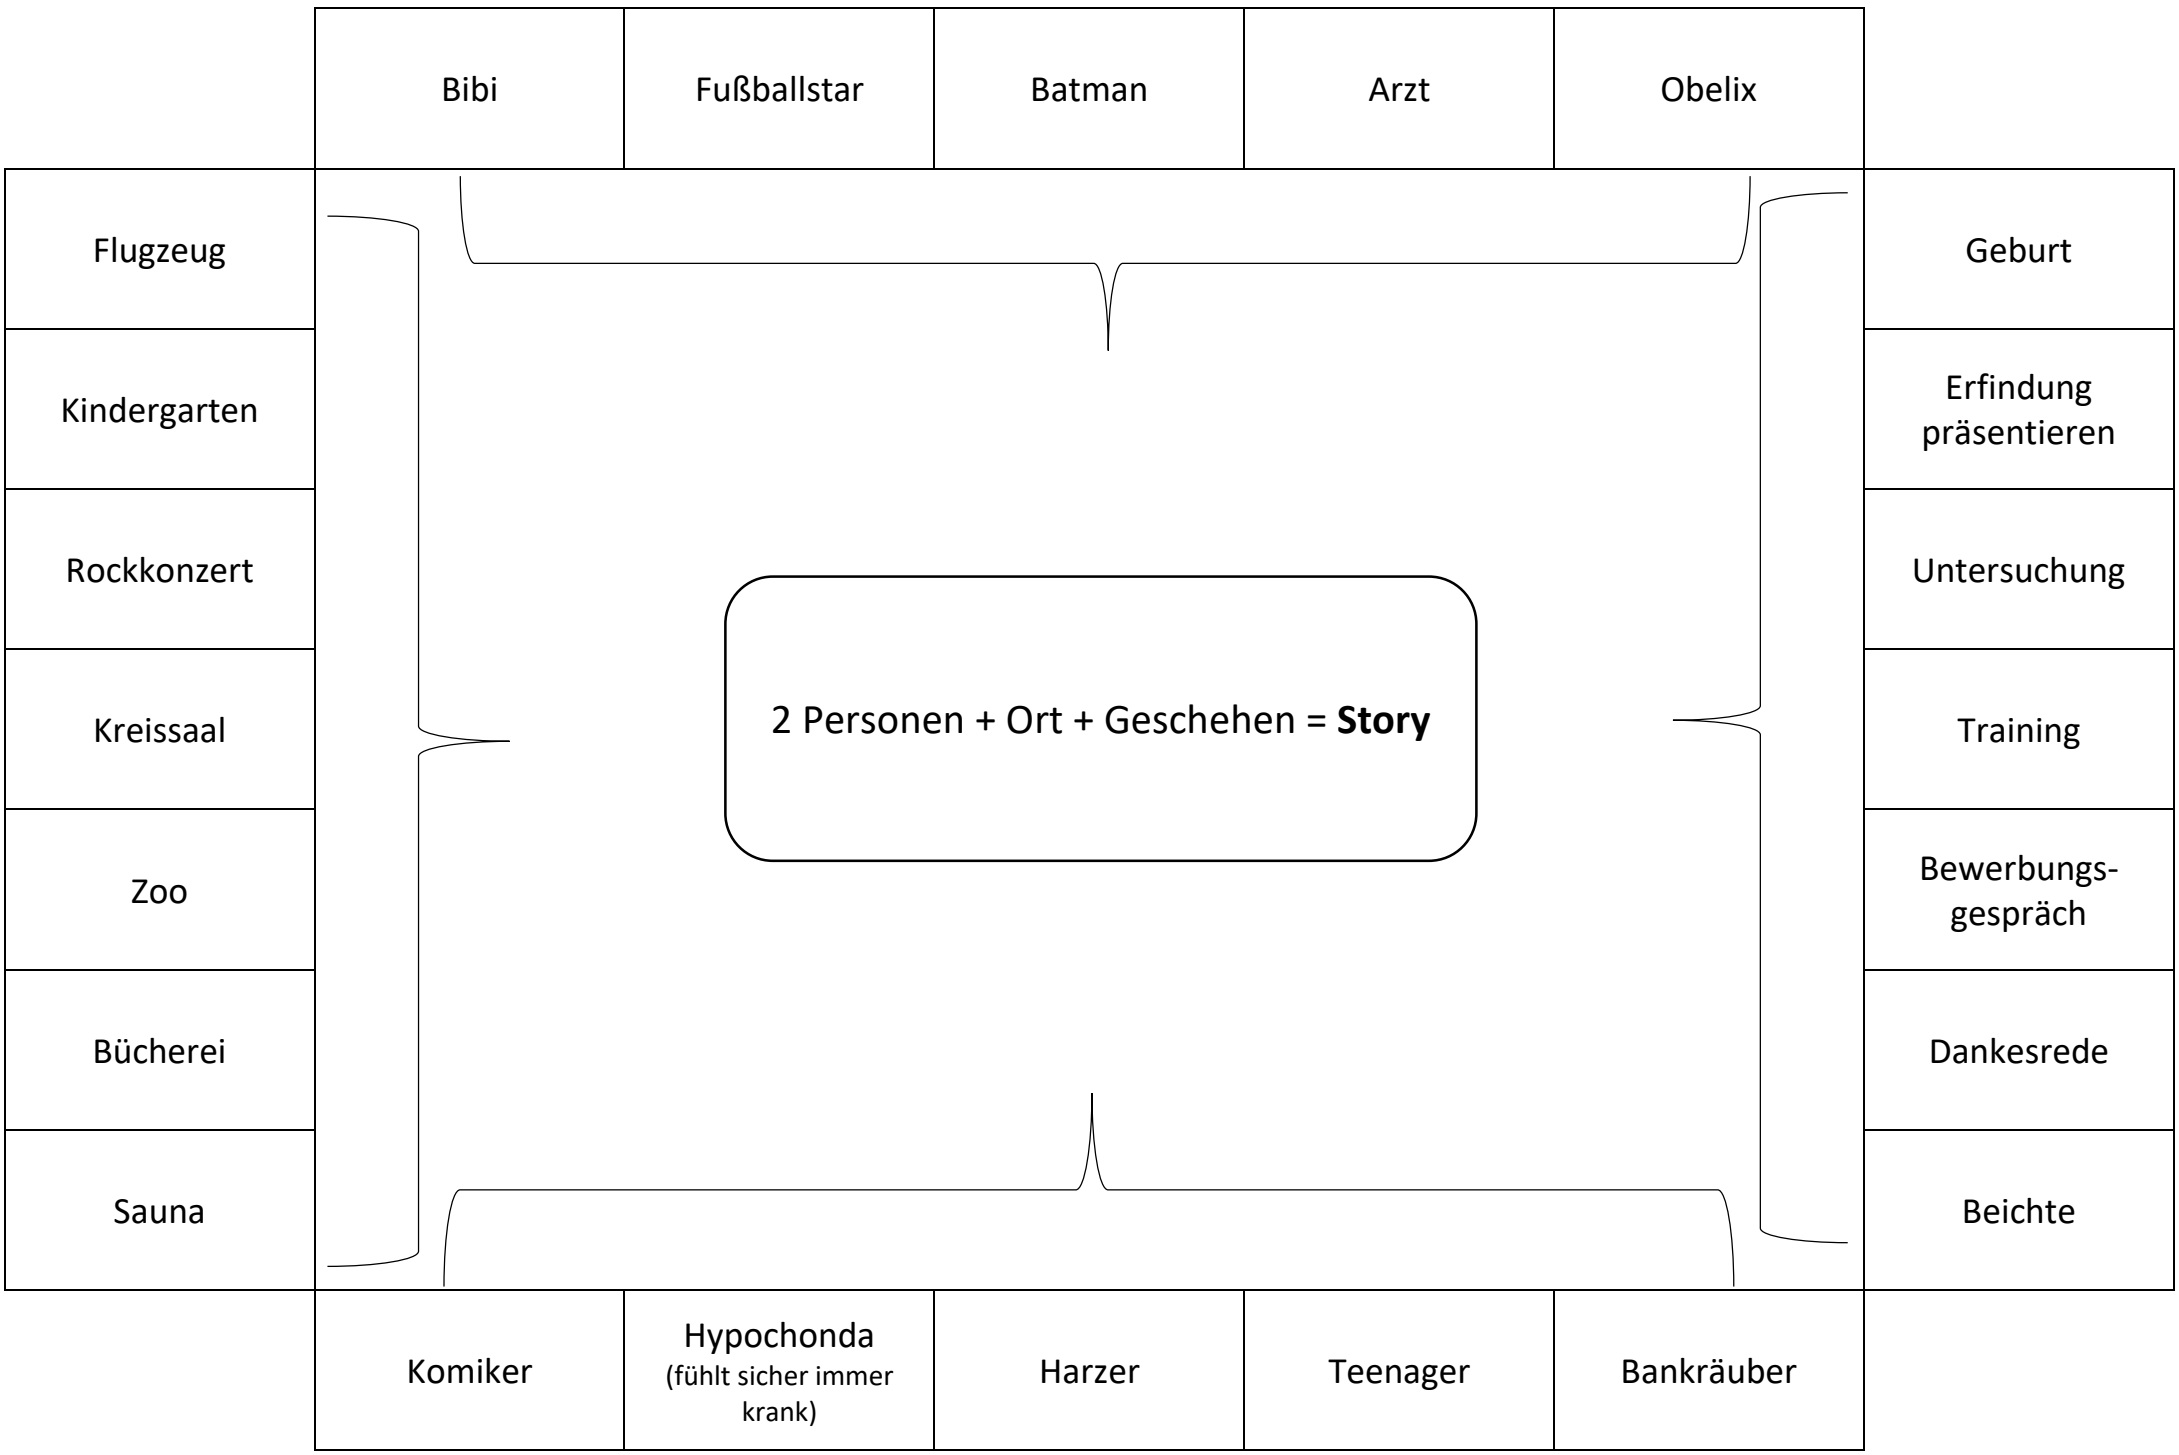 Bibi
Fußballstar
Batman
Arzt
Obelix
Flugzeug
Kindergarten
Rockkonzert
Kreissaal
Zoo
Bücherei
Sauna
2 Personen + Ort + Geschehen = Story
Geburt
Erfindung
präsentieren
Untersuchung
Training
Bewerbungs-
gespräch
Dankesrede
Beichte
Komiker
Hypochonda
(fühlt sicher immer
krank)
Harzer
Teenager
Bankräuber